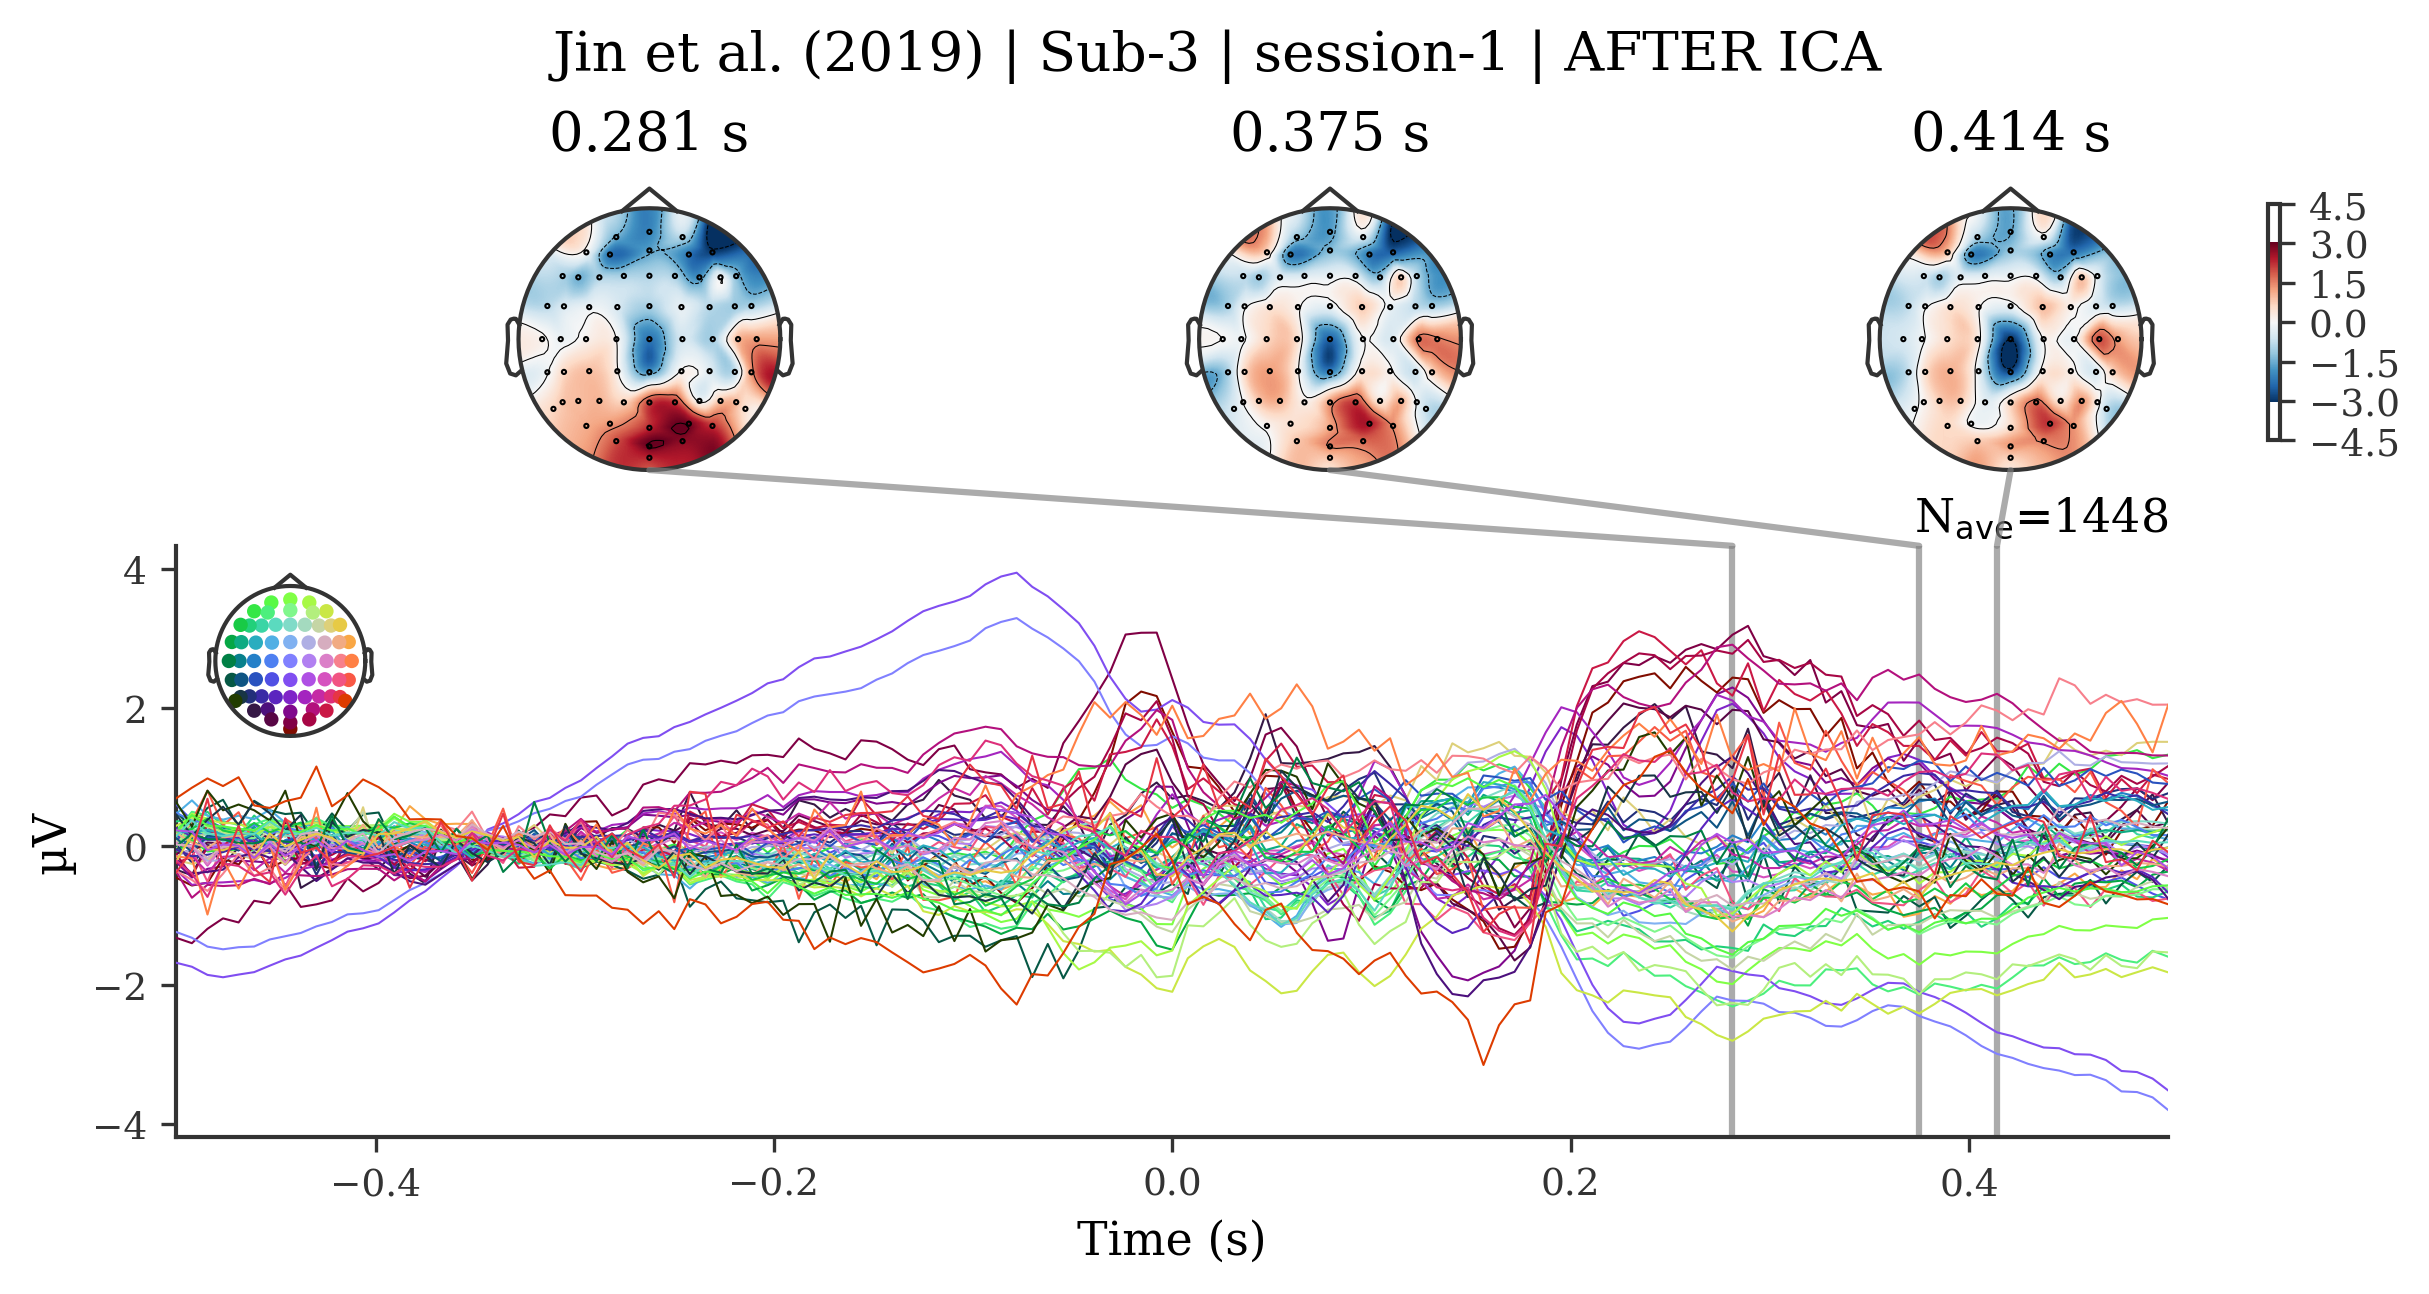 Jin et al. (2019) | Sub-3 | session-1 | AFTER ICA
0.281 s
0.375 s
0.414 s
4.5
3.0
1.5
0.0
−1.5
−3.0
−4.5
Nave=1448
4
2
0
−2
−4
µV
−0.4
−0.2
0.0
0.2
0.4
Time (s)